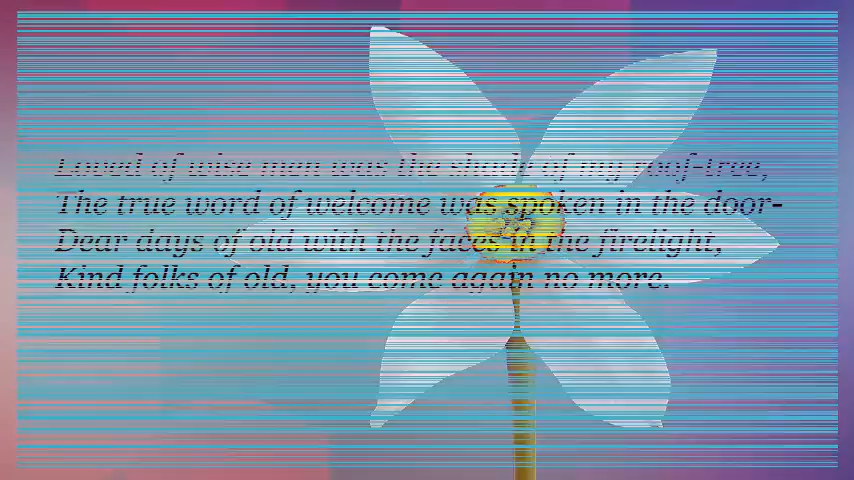 Loved of wise men was the shade of my roof-tree,
The true word of welcome was spoken in the door-
Dear days of old with the faces in the firelight,
Kind folks of old, you come again no more.